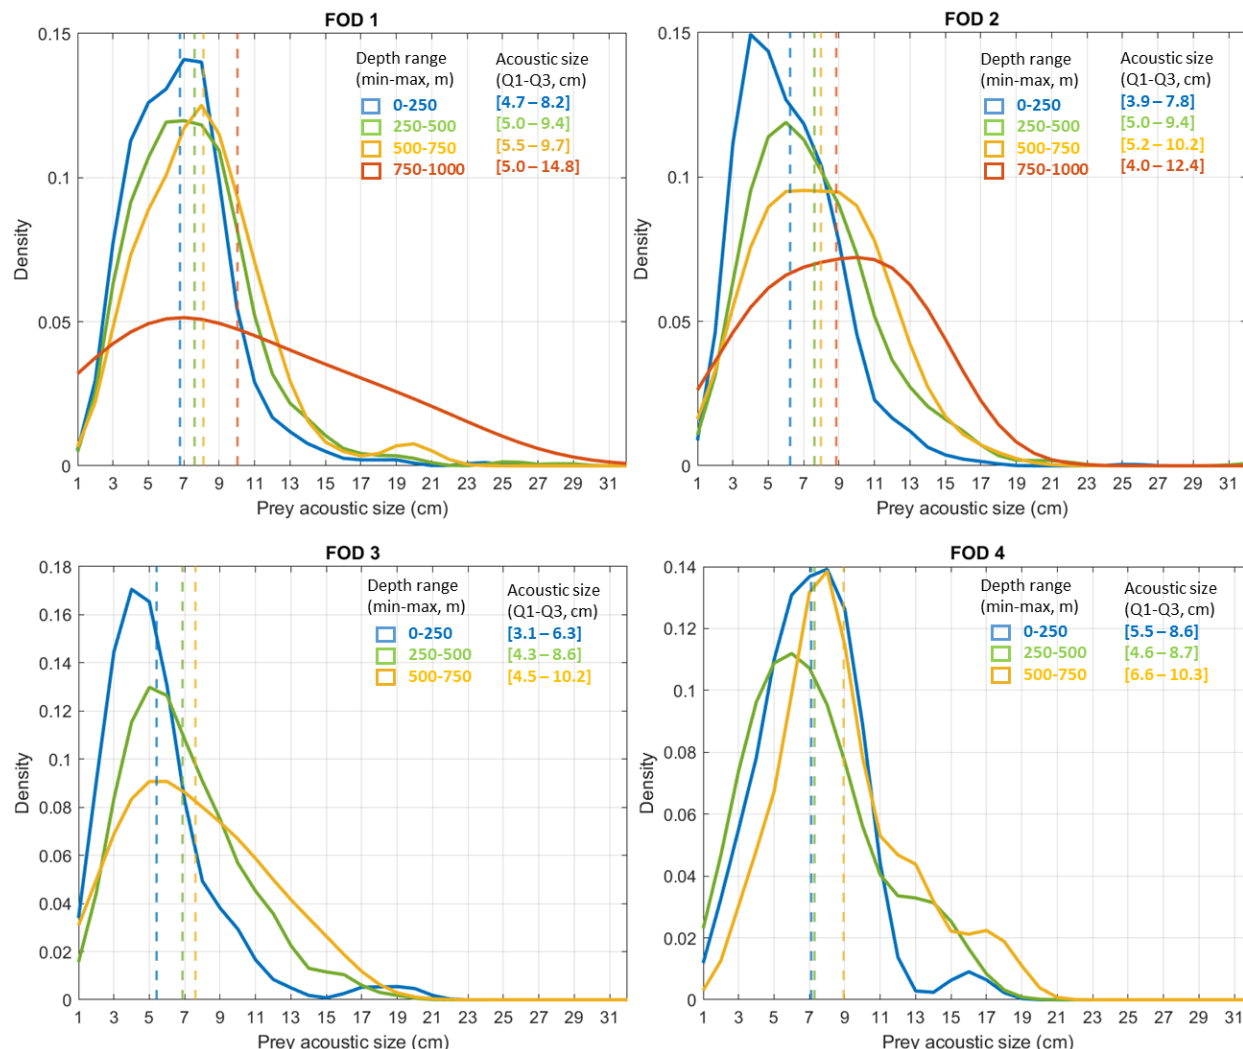 FOD 1
Depth range
(min-max, m)
Acoustic size
(Q1-Q3, cm)
0-250 [4.7 – 8.2]
250-500 [5.0 – 9.4]
500-750 [5.5 – 9.7]
750-1000 [5.0 – 14.8]
0.15
0.1
0.05
0
Density
1 3 5 7 9 11 13 15 17 19 21 23 25 27 29 31
Prey acoustic size (cm)
FOD 2
Depth range
(min-max, m)
Acoustic size
(Q1-Q3, cm)
0-250 [3.9 – 7.8]
250-500 [5.0 – 9.4]
500-750 [5.2 – 10.2]
750-1000 [4.0 – 12.4]
0.15
0.1
0.05
0
Density
1 3 5 7 9 11 13 15 17 19 21 23 25 27 29 31
Prey acoustic size (cm)
FOD 3
Depth range
(min-max, m)
Acoustic size
(Q1-Q3, cm)
0-250 [3.1 – 6.3]
250-500 [4.3 – 8.6]
500-750 [4.5 – 10.2]
0.18
0.16
0.14
0.12
0.1
0.08
0.06
0.04
0.02
0
Density
1 3 5 7 9 11 13 15 17 19 21 23 25 27 29 31
Prey acoustic size (cm)
FOD 4
Depth range
(min-max, m)
Acoustic size
(Q1-Q3, cm)
0-250 [5.5 – 8.6]
250-500 [4.6 – 8.7]
500-750 [6.6 – 10.3]
0.14
0.12
0.1
0.08
0.06
0.04
0.02
0
Density
1 3 5 7 9 11 13 15 17 19 21 23 25 27 29 31
Prey acoustic size (cm)